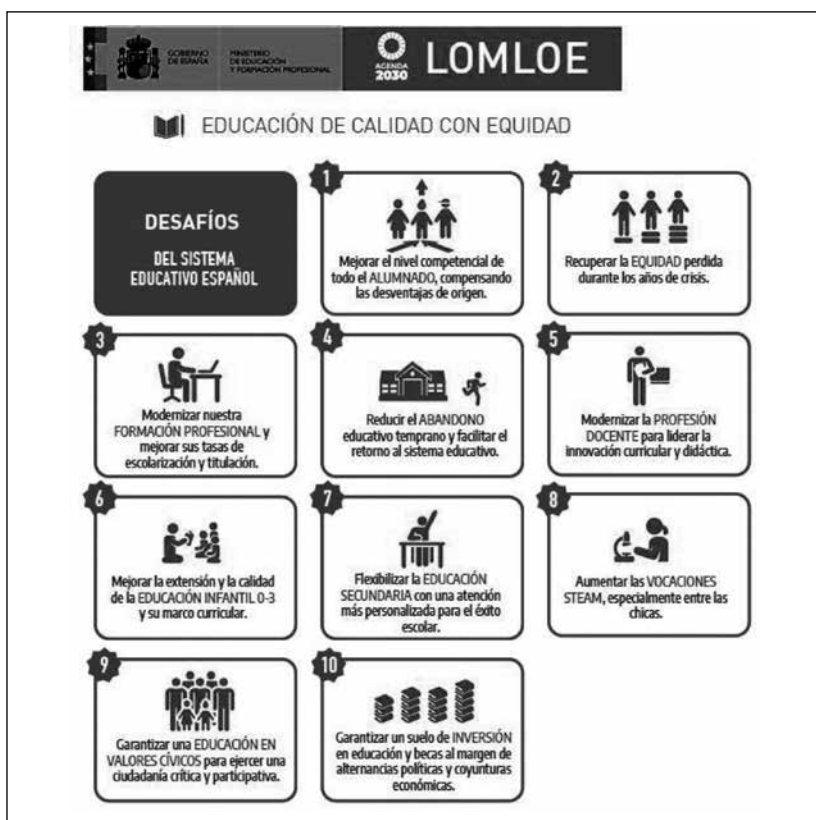 GOBIERNO
DE ESPAÑA
MINISTERIO
DE EDUCACIÓN
Y FORMACIÓN PROFESIONAL
AGENDA
2030
LOMLOE
EDUCACIÓN DE CALIDAD CON EQUIDAD
DESAFÍOS
DEL SISTEMA
EDUCATIVO ESPAÑOL
1
Mejorar el nivel competencial de
todo el ALUMNADO, compensando
las desventajas de origen.
2
Recuperar la EQUIDAD perdida
durante los años de crisis.
3
Modernizar nuestra
FORMACIÓN PROFESIONAL y
mejorar sus tasas de
escolarización y titulación.
4
Reducir el ABANDONO
educativo temprano y facilitar el
retorno al sistema educativo.
5
Modernizar la PROFESIÓN
DOCENTE para liderar la
innovación curricular y didáctica.
6
Mejorar la extensión y la calidad
de la EDUCACIÓN INFANTIL 0-3
y su marco curricular.
7
Flexibilizar la EDUCACIÓN
SECUNDARIA con una atención
más personalizada para el éxito
escolar.
8
Aumentar las VOCACIONES
STEAM, especialmente entre las
chicas.
9
Garantizar una EDUCACIÓN EN
VALORES CÍVICOS para ejercer una
ciudadanía crítica y participativa.
10
Garantizar un suelo de INVERSIÓN
en educación y becas al margen de
alternancias políticas y coyunturas
económicas.